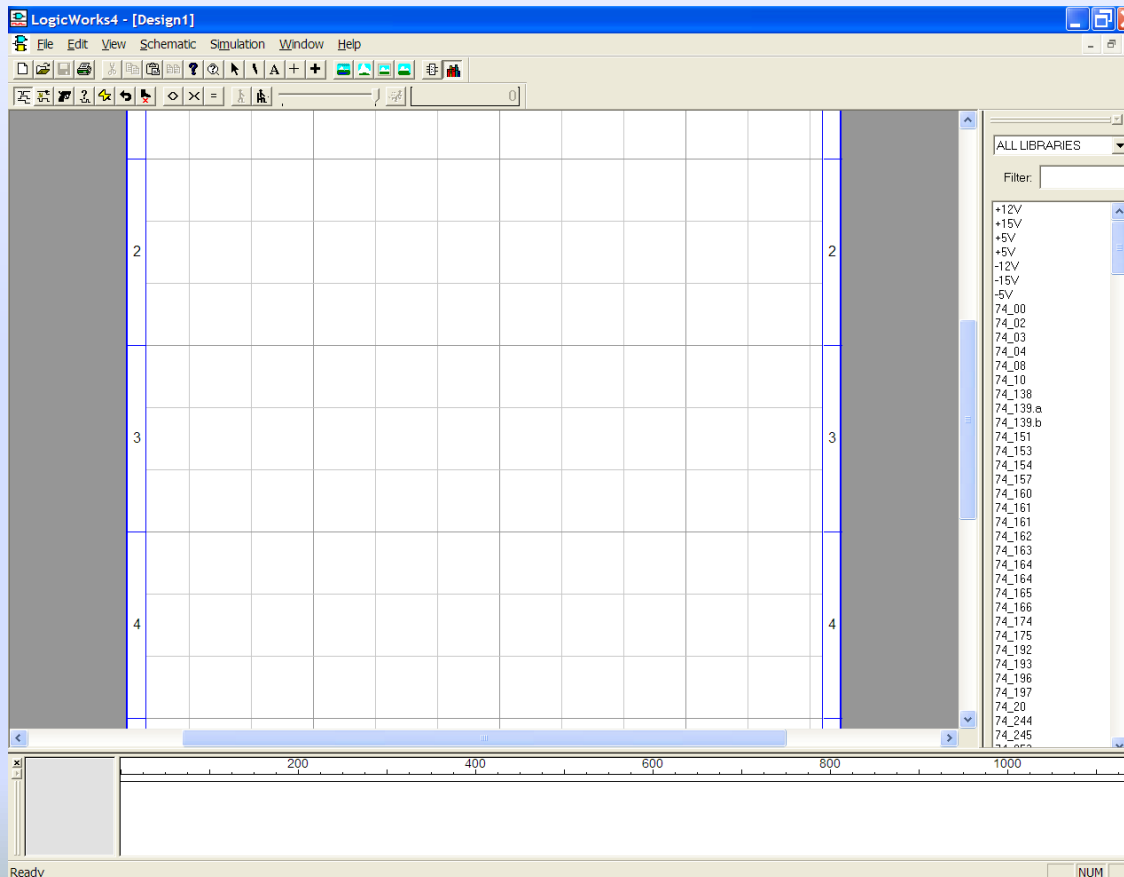 LogicWorks4 - [Design1]
File Edit View Schematic Simulation Window Help
A
0
2 2
3 3
4 4
ALL LIBRARIES
Filter:
+12V
+15V
+5V
+5V
-12V
-15V
-5V
74_00
74_02
74_03
74_04
74_08
74_10
74_138
74_139.a
74_139.b
74_151
74_153
74_154
74_157
74_160
74_161
74_161
74_162
74_163
74_164
74_164
74_165
74_166
74_174
74_175
74_192
74_193
74_196
74_197
74_20
74_244
74_245
200 400 600 800 1000
Ready NUM